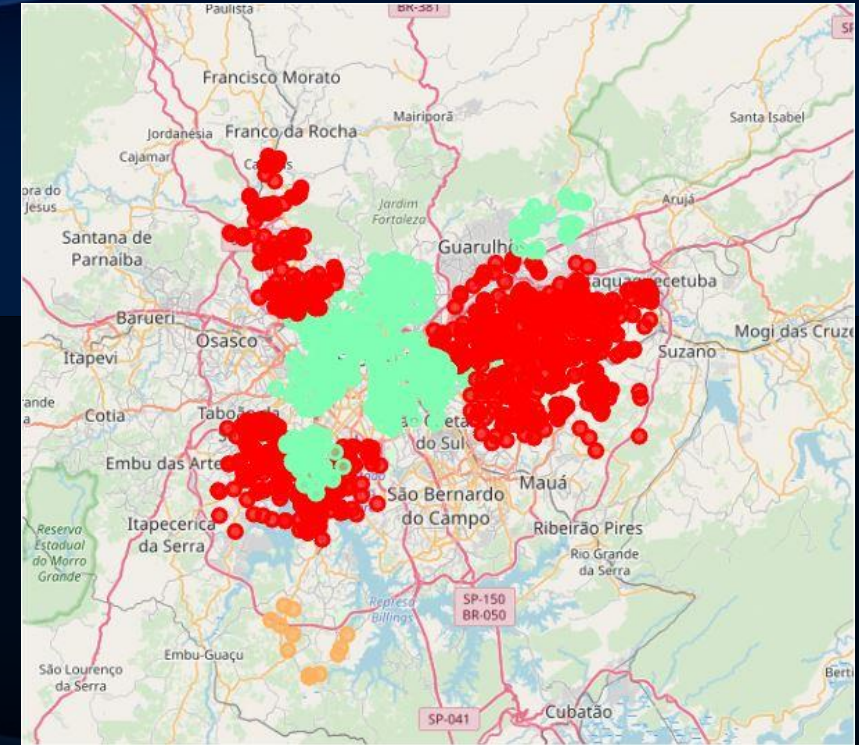 Paulista
BR-381
Francisco Morato
Mairiporã
Santa Isabel
Jordanésia
Franco da Rocha
Cajamar
Jardim
Fortaleza
Arujá
Jesus
Santana de
Parnaíba
Barueri
Osasco
Itapevi
Mogi das Cruze
Suzano
Cotia
do Sul
Embu das Arte
Mauá
São Bernardo
do Campo
Itapecerica
da Serra
Ribeirão Pires
Reserva
Estadual
do Morro
Grande
Rio Grande
da Serra
SP-150
BR-050
Represa
Billings
Embu-Guaçu
São Lourenço
da Serra
SP-041
Cubatão